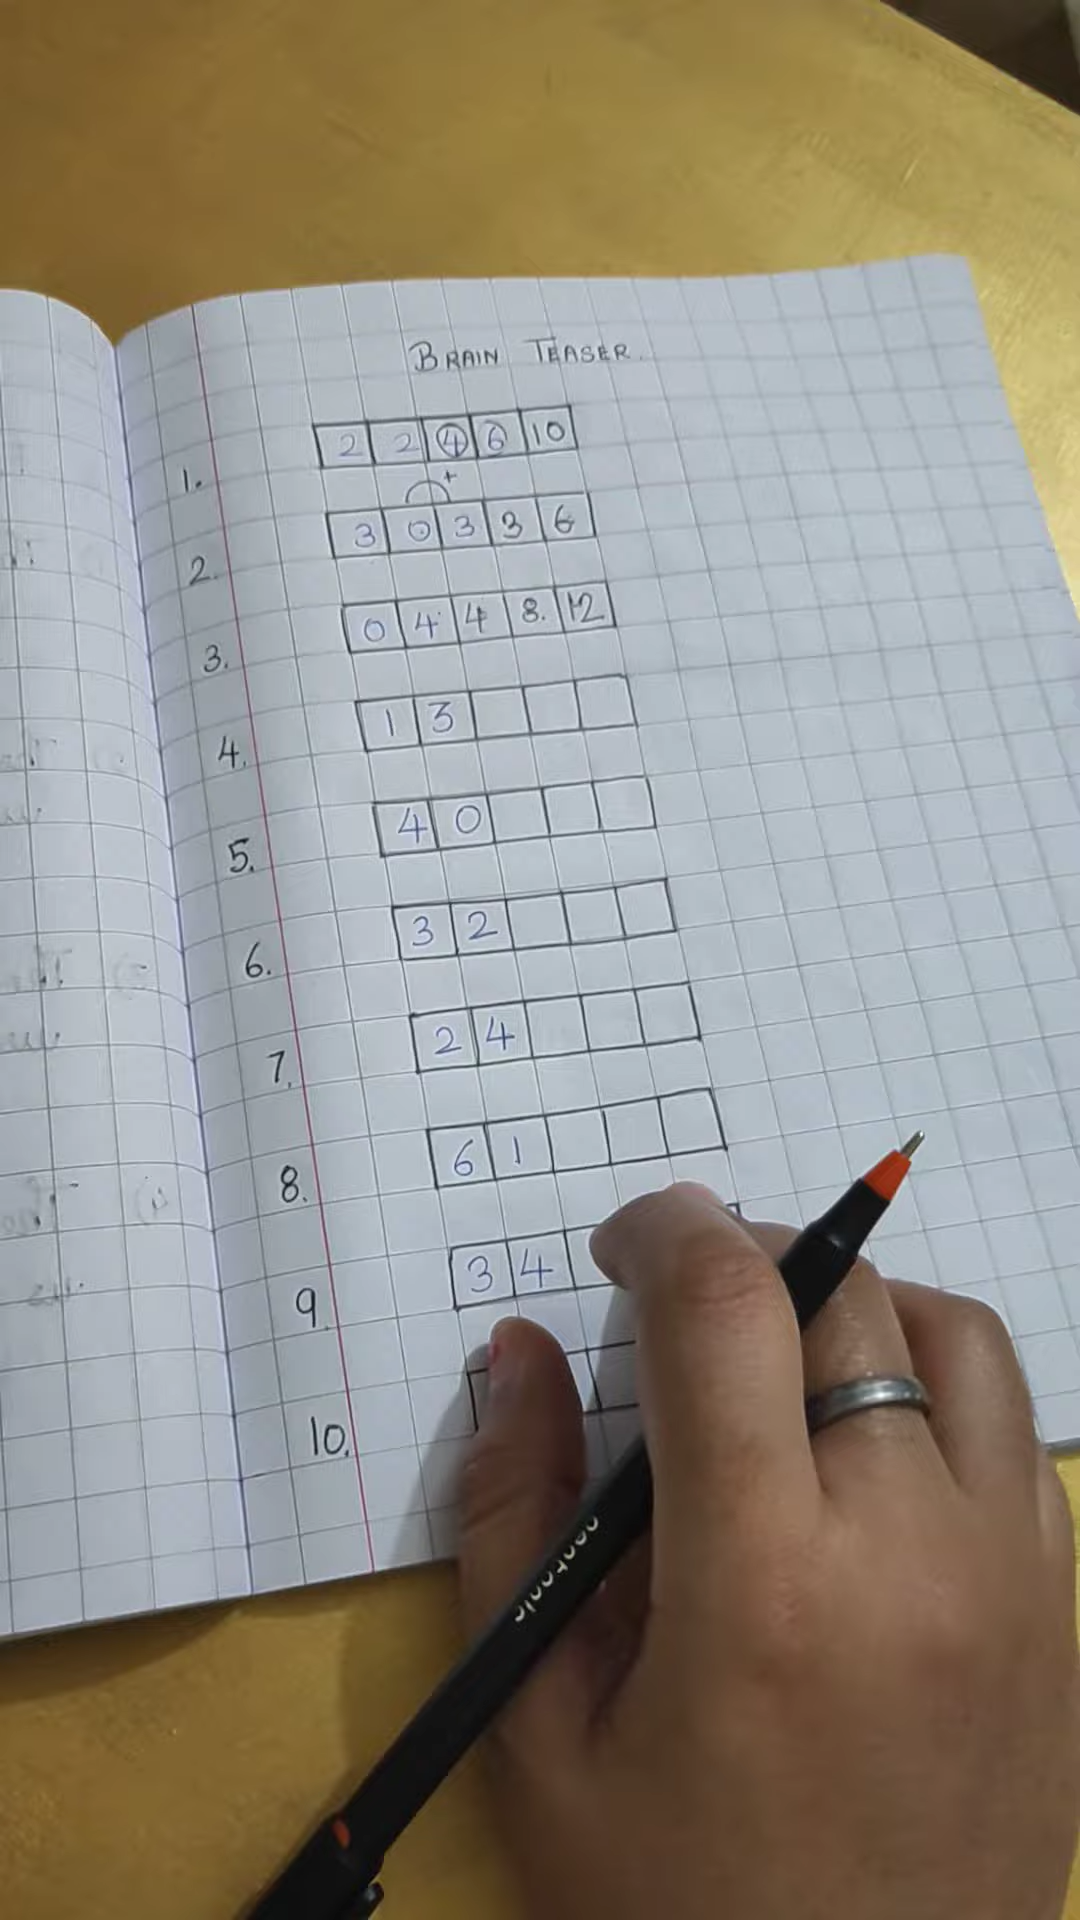 BRAIN TEASER.
1. 2 2 4 6 10
+
2. 3 0 3 3 6
3. 0 4 4 8. 12
4. 1 3
5. 4 0
6. 3 2
7. 2 4
8. 6 1
9. 3 4
10.
neotonic